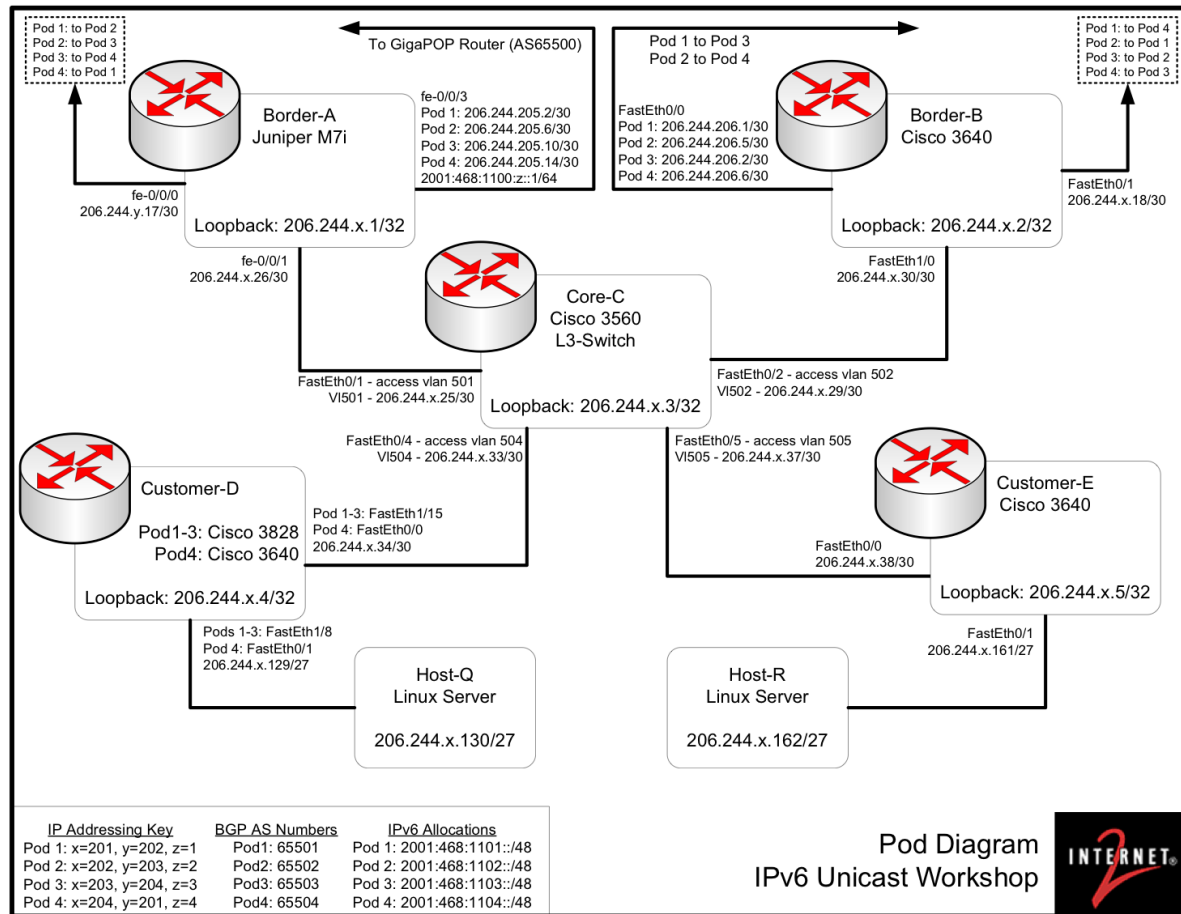 Pod 1: to Pod 2
Pod 2: to Pod 3
Pod 3: to Pod 4
Pod 4: to Pod 1
To GigaPOP Router (AS65500)
Pod 1 to Pod 3
Pod 2 to Pod 4
Pod 1: to Pod 4
Pod 2: to Pod 1
Pod 3: to Pod 2
Pod 4: to Pod 3
Border-A
Juniper M7i
Loopback: 206.244.x.1/32
fe-0/0/3
Pod 1: 206.244.205.2/30
Pod 2: 206.244.205.6/30
Pod 3: 206.244.205.10/30
Pod 4: 206.244.205.14/30
2001:468:1100:z::1/64
FastEth0/0
Pod 1: 206.244.206.1/30
Pod 2: 206.244.206.5/30
Pod 3: 206.244.206.2/30
Pod 4: 206.244.206.6/30
Border-B
Cisco 3640
Loopback: 206.244.x.2/32
fe-0/0/0
206.244.y.17/30
FastEth0/1
206.244.x.18/30
fe-0/0/1
206.244.x.26/30
FastEth1/0
206.244.x.30/30
Core-C
Cisco 3560
L3-Switch
Loopback: 206.244.x.3/32
FastEth0/1 - access vlan 501
Vl501 - 206.244.x.25/30
FastEth0/2 - access vlan 502
Vl502 - 206.244.x.29/30
FastEth0/4 - access vlan 504
Vl504 - 206.244.x.33/30
FastEth0/5 - access vlan 505
Vl505 - 206.244.x.37/30
Customer-D
Pod1-3: Cisco 3828
Pod4: Cisco 3640
Loopback: 206.244.x.4/32
Pod 1-3: FastEth1/15
Pod 4: FastEth0/0
206.244.x.34/30
Customer-E
Cisco 3640
Loopback: 206.244.x.5/32
FastEth0/0
206.244.x.38/30
Pods 1-3: FastEth1/8
Pod 4: FastEth0/1
206.244.x.129/27
FastEth0/1
206.244.x.161/27
Host-Q
Linux Server
206.244.x.130/27
Host-R
Linux Server
206.244.x.162/27
IP Addressing Key
Pod 1: x=201, y=202, z=1
Pod 2: x=202, y=203, z=2
Pod 3: x=203, y=204, z=3
Pod 4: x=204, y=201, z=4
BGP AS Numbers
Pod1: 65501
Pod2: 65502
Pod3: 65503
Pod4: 65504
IPv6 Allocations
Pod 1: 2001:468:1101::/48
Pod 2: 2001:468:1102::/48
Pod 3: 2001:468:1103::/48
Pod 4: 2001:468:1104::/48
Pod Diagram
IPv6 Unicast Workshop
INTERNET®
2